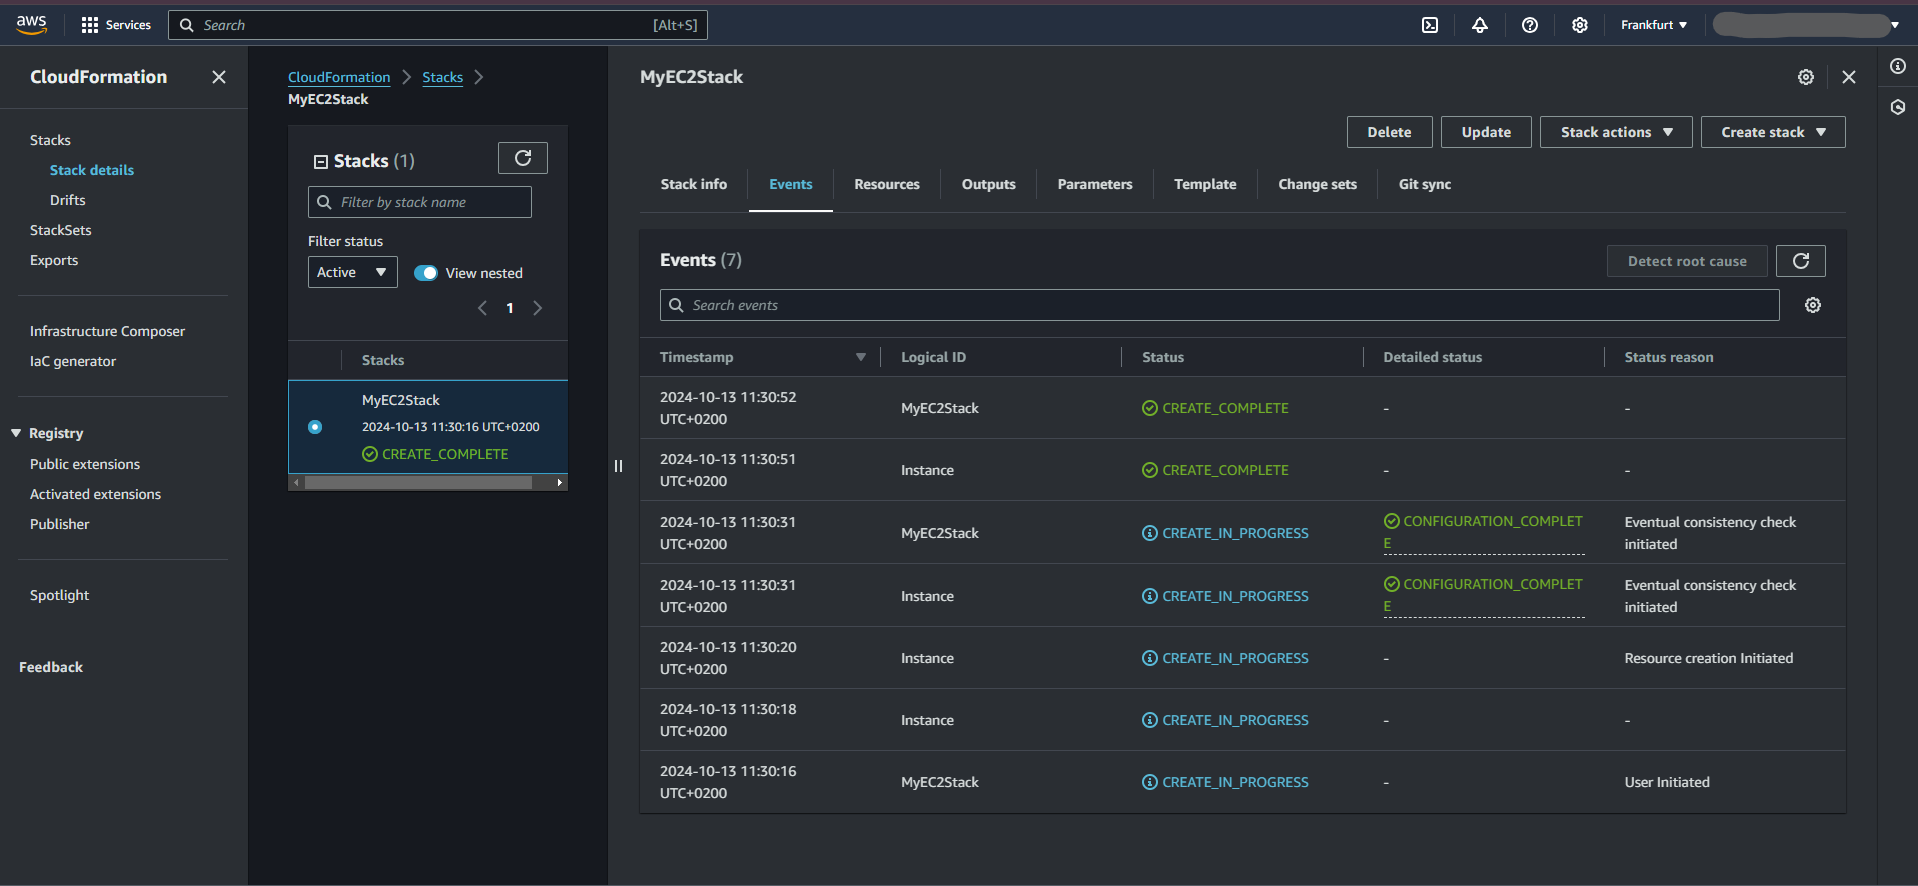 aws
Services
Search
[Alt+S]
Frankfurt
CloudFormation
Stacks
Stack details
Drifts
StackSets
Exports
Infrastructure Composer
IaC generator
Registry
Public extensions
Activated extensions
Publisher
Spotlight
Feedback
CloudFormation
Stacks
MyEC2Stack
Stacks (1)
Filter by stack name
Filter status
Active
View nested
1
Stacks
MyEC2Stack
2024-10-13 11:30:16 UTC+0200
CREATE_COMPLETE
MyEC2Stack
Delete
Update
Stack actions
Create stack
Stack info
Events
Resources
Outputs
Parameters
Template
Change sets
Git sync
Events (7)
Detect root cause
Search events
Timestamp
Logical ID
Status
Detailed status
Status reason
2024-10-13 11:30:52
UTC+0200
MyEC2Stack
CREATE_COMPLETE
-
-
2024-10-13 11:30:51
UTC+0200
Instance
CREATE_COMPLETE
-
-
2024-10-13 11:30:31
UTC+0200
MyEC2Stack
CREATE_IN_PROGRESS
CONFIGURATION_COMPLET
E
Eventual consistency check
initiated
2024-10-13 11:30:31
UTC+0200
Instance
CREATE_IN_PROGRESS
CONFIGURATION_COMPLET
E
Eventual consistency check
initiated
2024-10-13 11:30:20
UTC+0200
Instance
CREATE_IN_PROGRESS
-
Resource creation Initiated
2024-10-13 11:30:18
UTC+0200
Instance
CREATE_IN_PROGRESS
-
-
2024-10-13 11:30:16
UTC+0200
MyEC2Stack
CREATE_IN_PROGRESS
-
User Initiated